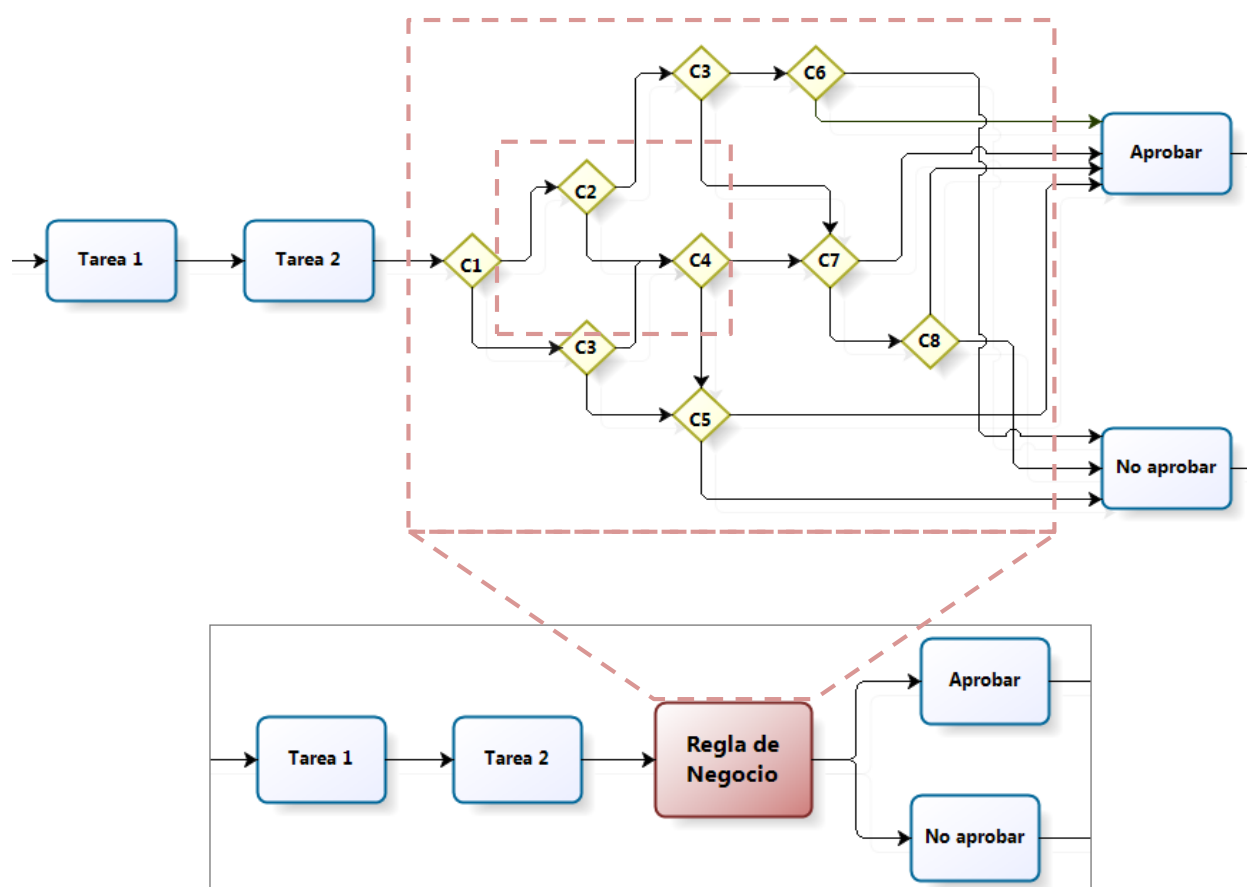 C3
C6
Aprobar
C2
Tarea 1
Tarea 2
C1
C4
C7
C3
C8
C5
No aprobar
Aprobar
Tarea 1
Tarea 2
Regla de
Negocio
No aprobar